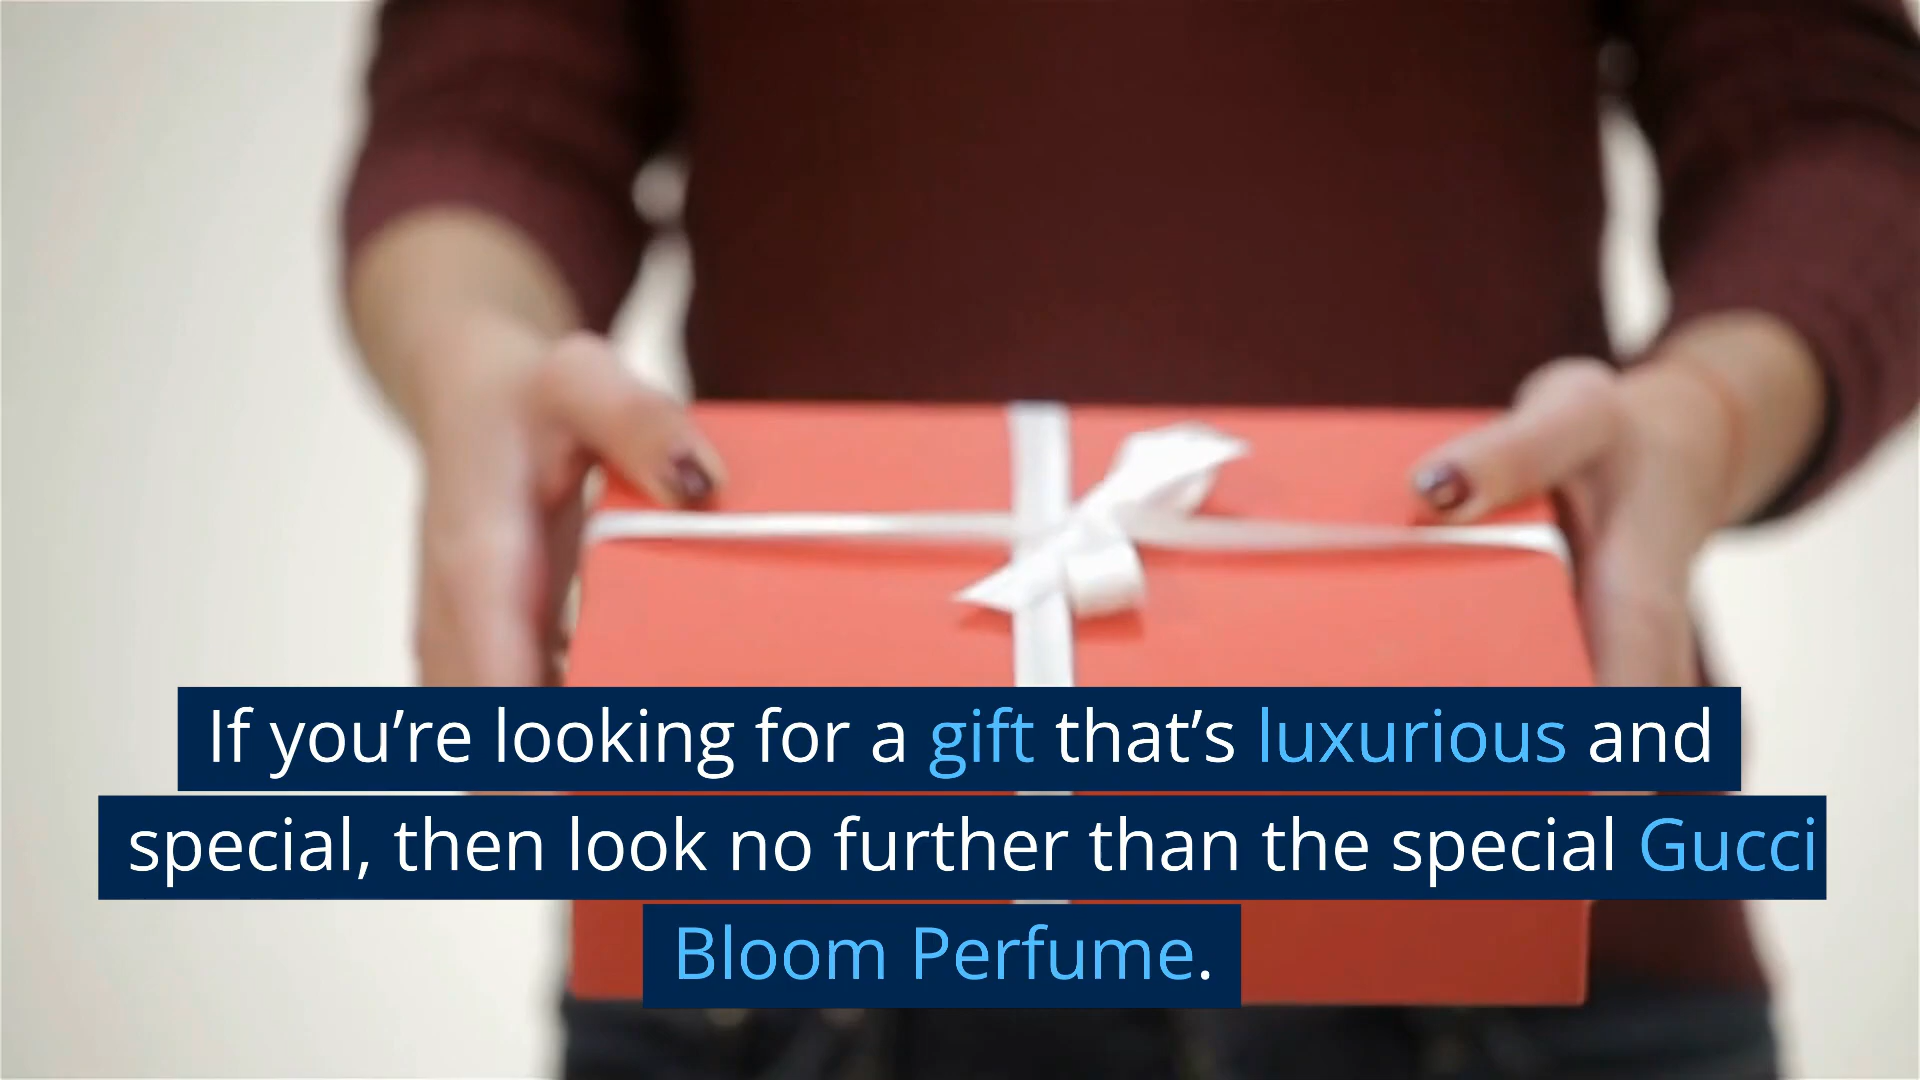 If you’re looking for a gift that’s luxurious and
special, then look no further than the special Gucci
Bloom Perfume.